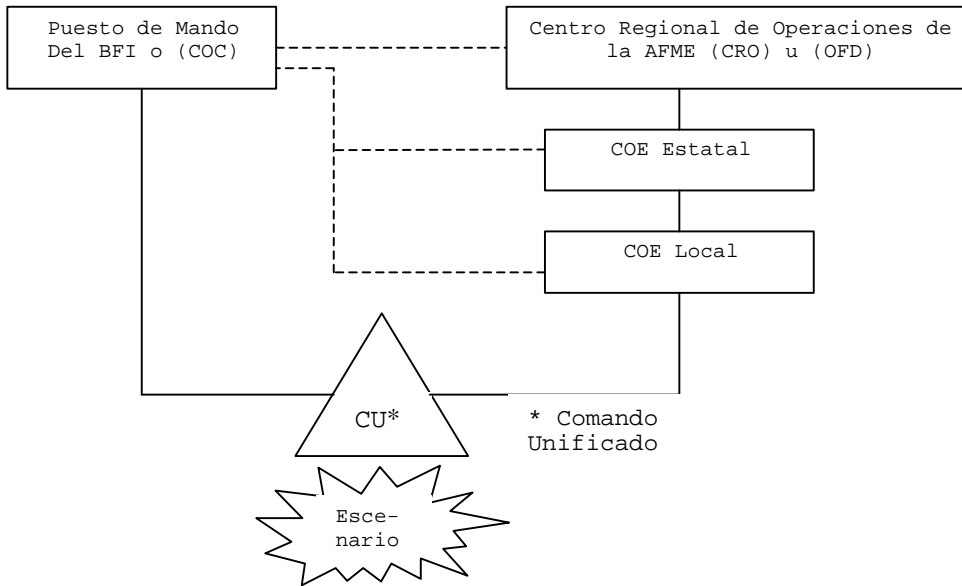 Puesto de Mando
Del BFI o (COC)
Centro Regional de Operaciones de
la AFME (CRO) u (OFD)
COE Estatal
COE Local
CU*
* Comando
Unificado
Esce-
nario